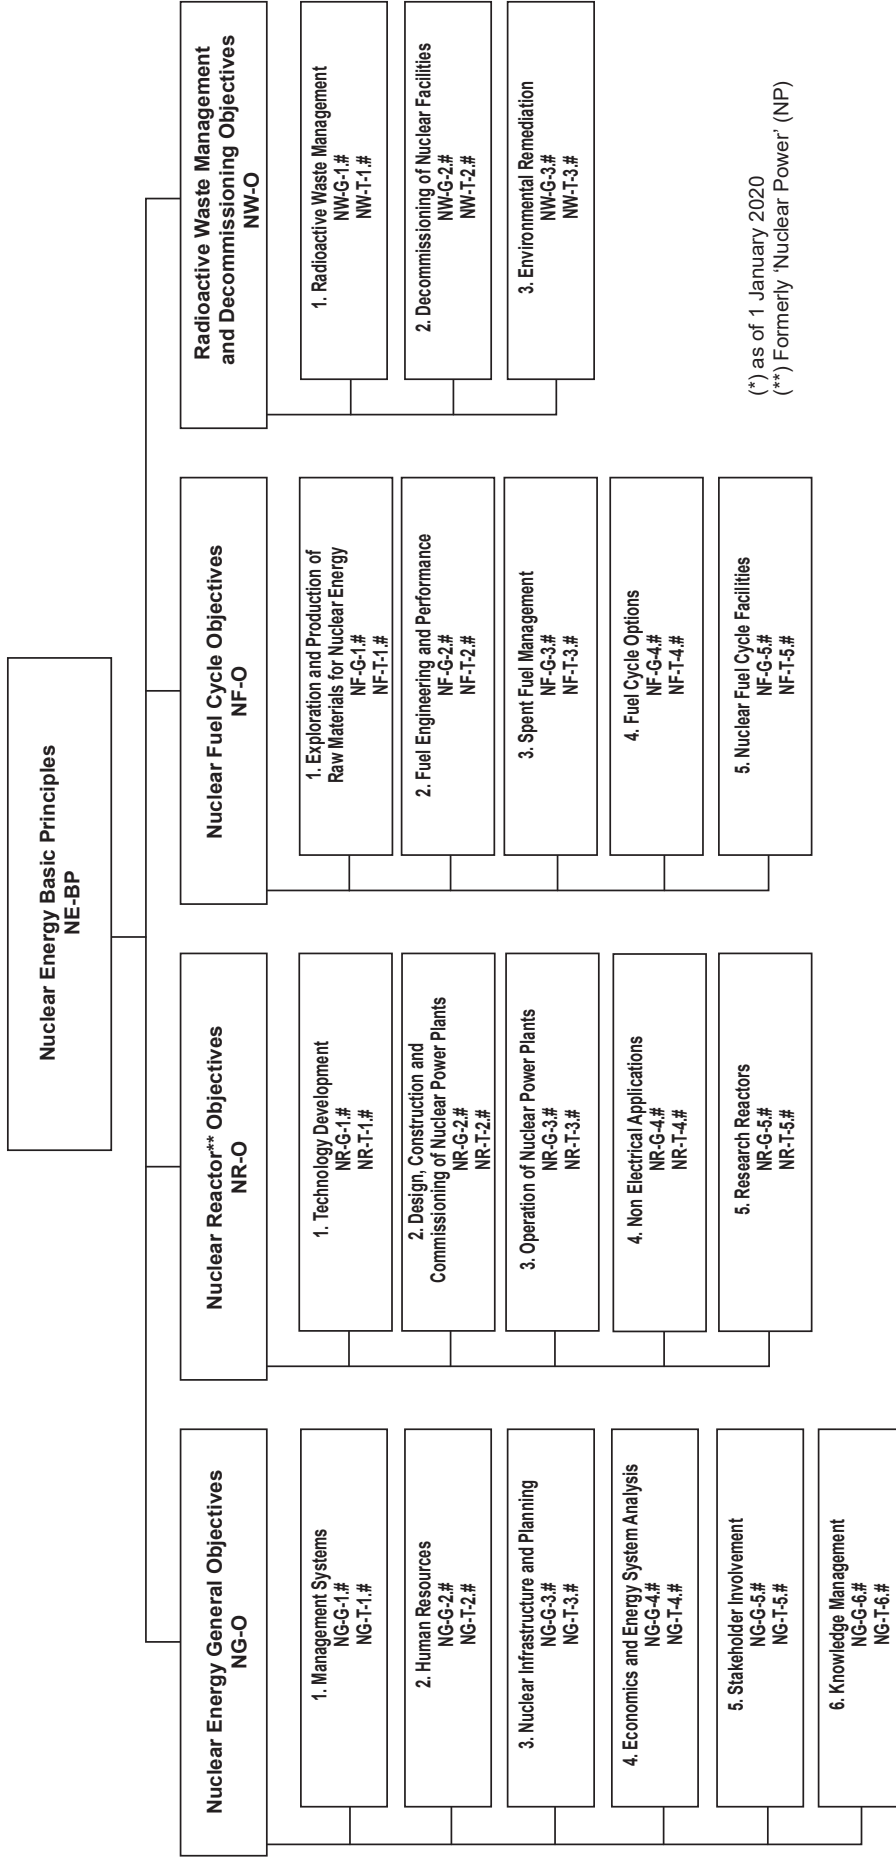 Nuclear Energy Basic Principles
NE-BP
Nuclear Energy General Objectives
NG-O
1. Management Systems
NG-G-1.#
NG-T-1.#
2. Human Resources
NG-G-2.#
NG-T-2.#
3. Nuclear Infrastructure and Planning
NG-G-3.#
NG-T-3.#
4. Economics and Energy System Analysis
NG-G-4.#
NG-T-4.#
5. Stakeholder Involvement
NG-G-5.#
NG-T-5.#
6. Knowledge Management
NG-G-6.#
NG-T-6.#
Nuclear Reactor** Objectives
NR-O
1. Technology Development
NR-G-1.#
NR-T-1.#
2. Design, Construction and
Commissioning of Nuclear Power Plants
NR-G-2.#
NR-T-2.#
3. Operation of Nuclear Power Plants
NR-G-3.#
NR-T-3.#
4. Non Electrical Applications
NR-G-4.#
NR-T-4.#
5. Research Reactors
NR-G-5.#
NR-T-5.#
Nuclear Fuel Cycle Objectives
NF-O
1. Exploration and Production of
Raw Materials for Nuclear Energy
NF-G-1.#
NF-T-1.#
2. Fuel Engineering and Performance
NF-G-2.#
NF-T-2.#
3. Spent Fuel Management
NF-G-3.#
NF-T-3.#
4. Fuel Cycle Options
NF-G-4.#
NF-T-4.#
5. Nuclear Fuel Cycle Facilities
NF-G-5.#
NF-T-5.#
Radioactive Waste Management
and Decommissioning Objectives
NW-O
1. Radioactive Waste Management
NW-G-1.#
NW-T-1.#
2. Decommissioning of Nuclear Facilities
NW-G-2.#
NW-T-2.#
3. Environmental Remediation
NW-G-3.#
NW-T-3.#
(*) as of 1 January 2020
(**) Formerly ‘Nuclear Power’ (NP)